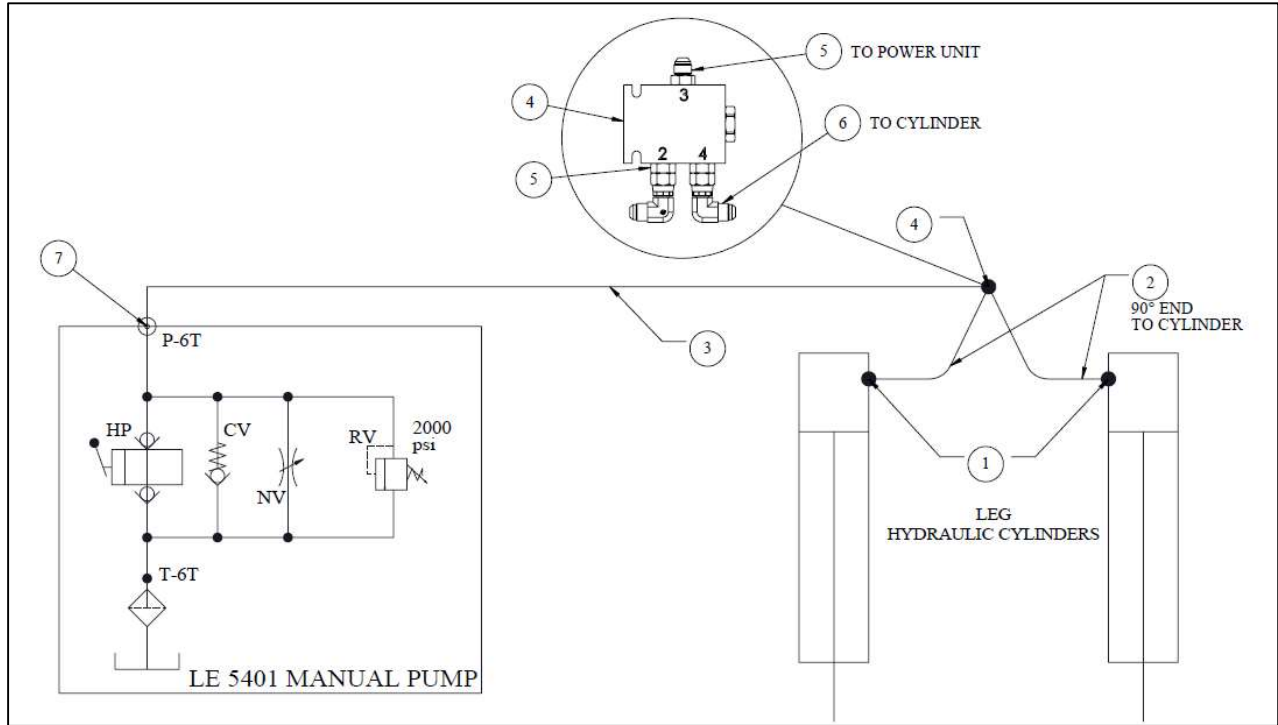 5 TO POWER UNIT
4
3
6 TO CYLINDER
2 4
5
4
7
2
90° END
TO CYLINDER
P-6T
3
HP
CV
RV
2000
psi
NV
1
LEG
HYDRAULIC CYLINDERS
T-6T
LE 5401 MANUAL PUMP